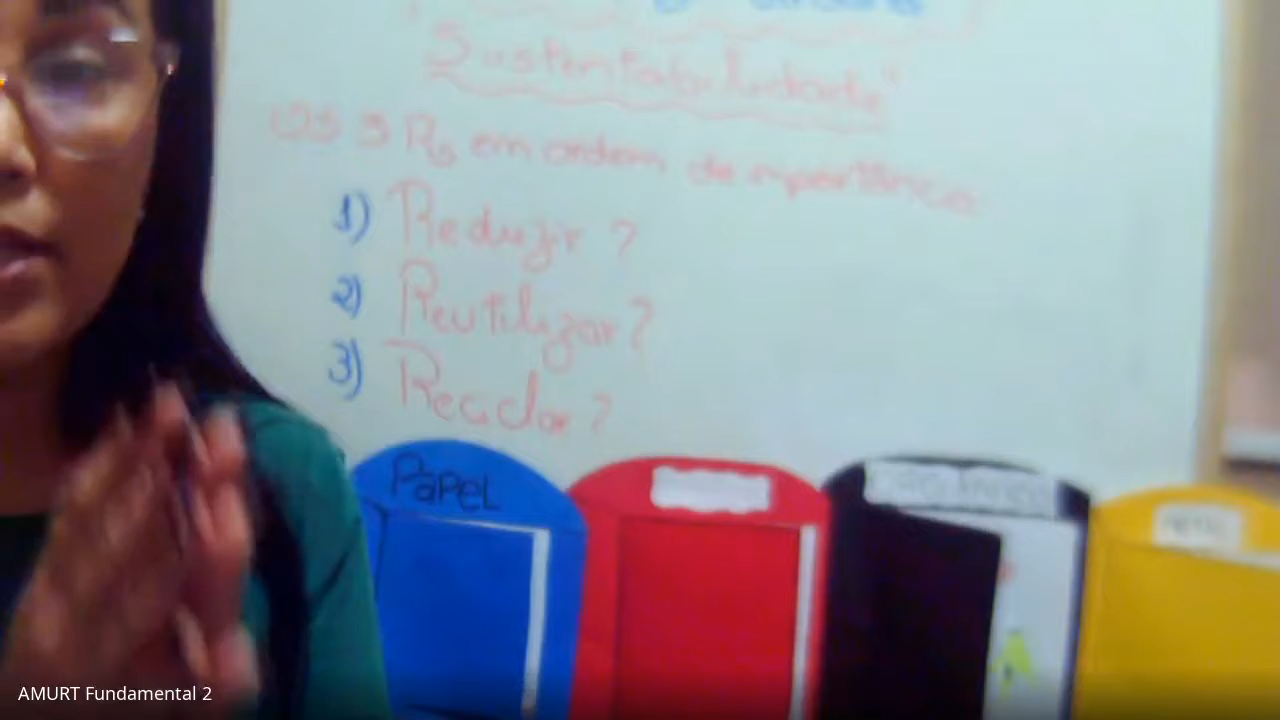 Sustentabilidade"
Os 3 Rs em ordem de importância
1) Reduzir ?
2) Reutilizar?
3) Reciclar?
PapeL
AMURT Fundamental 2